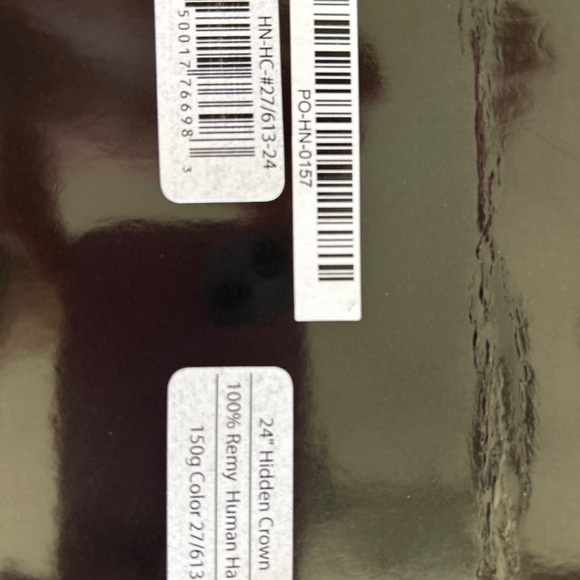 HN-HC-#27/613-24
50017 76698 3
PO-HN-0157
24" Hidden Crown
100% Remy Human Ha
150g Color 27/613